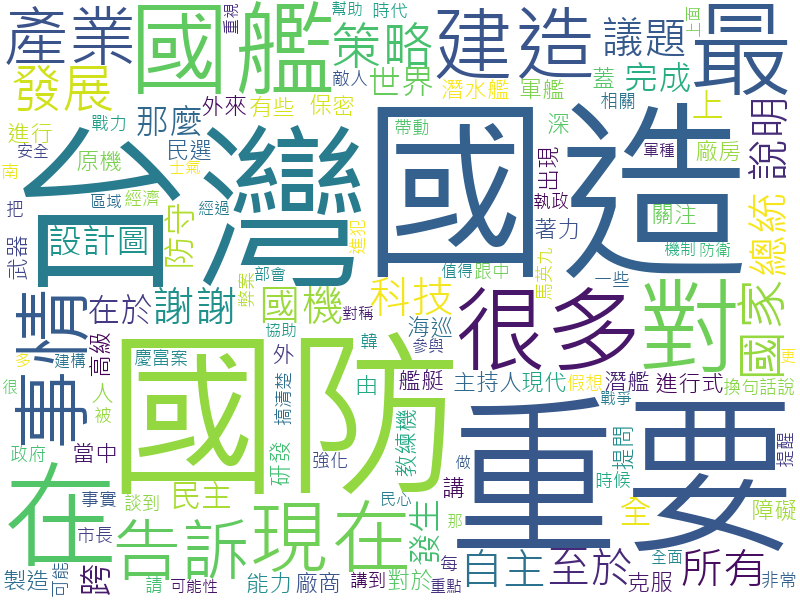 產業
國艦
建造
議題
最
重視
幫助
時代
上面
策略
敵人
世界
潛水艦
軍艦
蓋
完成
發展
外來
有些
保密
相關
上
進行
戰力
那麼
帶動
深
說明
原機
民選
台灣
國造
廠房
軍種
南
安全
士氣
出現
執政
把
區域
經濟
經過
防守
進犯
著力
關注
總統
武器
設計圖
部會
值得
跟中
機制
防衛
弊案
馬英九
一些
事情
在於
謝謝
國機
科技
很多
對
國家
高級
協助
對稱
海巡
參與
國防
重要
多
建構
慶富案
外
韓
更
很
人
被
由
艦艇
主持人
現代
假想
潛艦
進行式
換句話說
搞清楚
戰爭
政府
當中
研發
強化
教練機
做
提問
提醒
在
事實
民主
民心
講
時候
談到
告訴
現在
發生
那
全
障礙
市長
跨
每
自主
至於
全面
所有
製造
可能
請
可能性
能力
廠商
講到
對於
重點
克服
非常